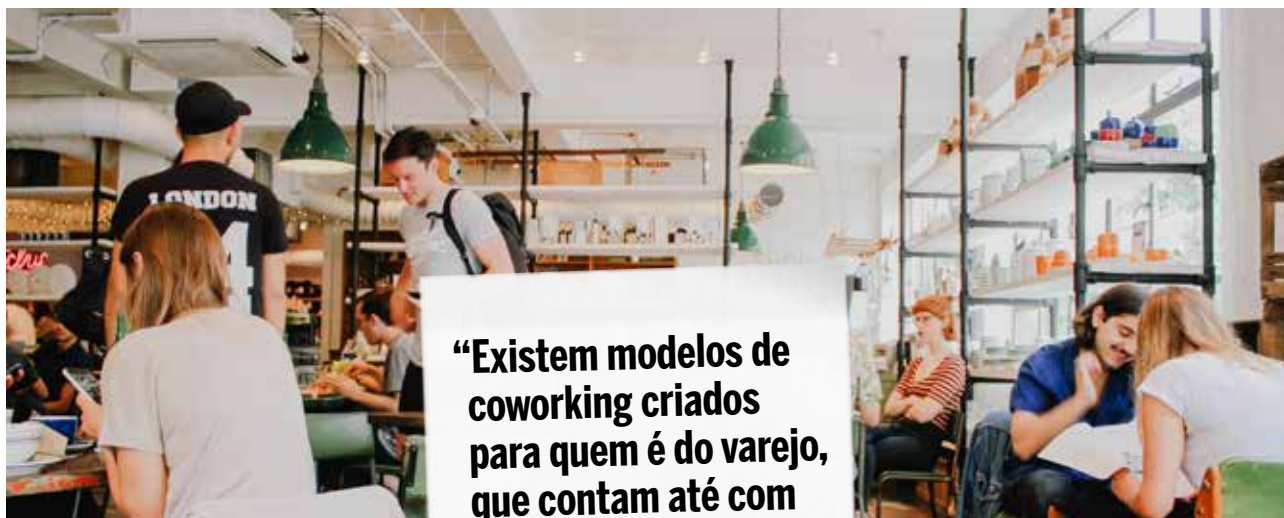 LONDON
“Existem modelos de
coworking criados
para quem é do varejo,
que contam até com